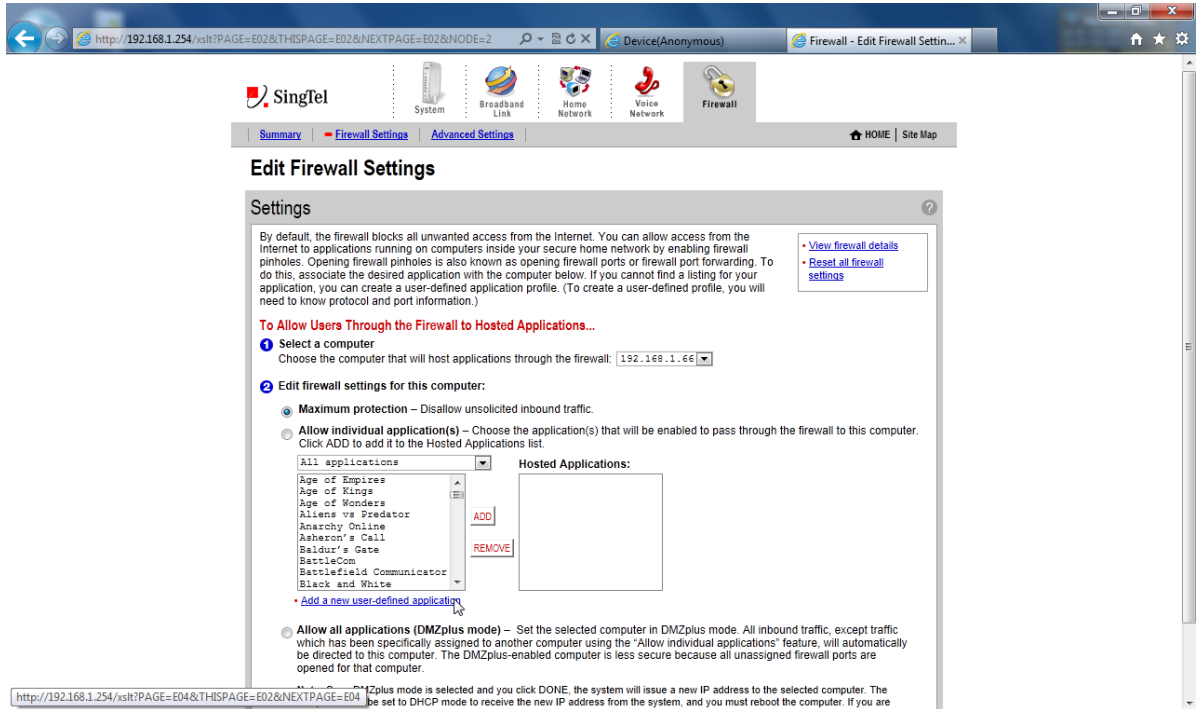 http://192.168.1.254/xslt?PAGE=E02&THISPAGE=E02&NEXTPAGE=E02&NODE=2
Device(Anonymous)
Firewall - Edit Firewall Settin...
SingTel
System
Broadband
Link
Home
Network
Voice
Network
Firewall
Summary
Firewall Settings
Advanced Settings
HOME | Site Map
Edit Firewall Settings
Settings
?
By default, the firewall blocks all unwanted access from the Internet. You can allow access from the
Internet to applications running on computers inside your secure home network by enabling firewall
pinholes. Opening firewall pinholes is also known as opening firewall ports or firewall port forwarding. To
do this, associate the desired application with the computer below. If you cannot find a listing for your
application, you can create a user-defined application profile. (To create a user-defined profile, you will
need to know protocol and port information.)
• View firewall details
• Reset all firewall
settings
To Allow Users Through the Firewall to Hosted Applications...
1 Select a computer
Choose the computer that will host applications through the firewall: 192.168.1.66
2 Edit firewall settings for this computer:
Maximum protection – Disallow unsolicited inbound traffic.
Allow individual application(s) – Choose the application(s) that will be enabled to pass through the firewall to this computer.
Click ADD to add it to the Hosted Applications list.
All applications
Hosted Applications:
Age of Empires
Age of Kings
Age of Wonders
Aliens vs Predator
Anarchy Online
Asheron's Call
Baldur's Gate
BattleCom
Battlefield Communicator
Black and White
ADD
REMOVE
• Add a new user-defined application
Allow all applications (DMZplus mode) – Set the selected computer in DMZplus mode. All inbound traffic, except traffic
which has been specifically assigned to another computer using the “Allow individual applications” feature, will automatically
be directed to this computer. The DMZplus-enabled computer is less secure because all unassigned firewall ports are
opened for that computer.
DMZplus mode is selected and you click DONE, the system will issue a new IP address to the selected computer. The
be set to DHCP mode to receive the new IP address from the system, and you must reboot the computer. If you are
http://192.168.1.254/xslt?PAGE=E04&THISPAGE=E02&NEXTPAGE=E04